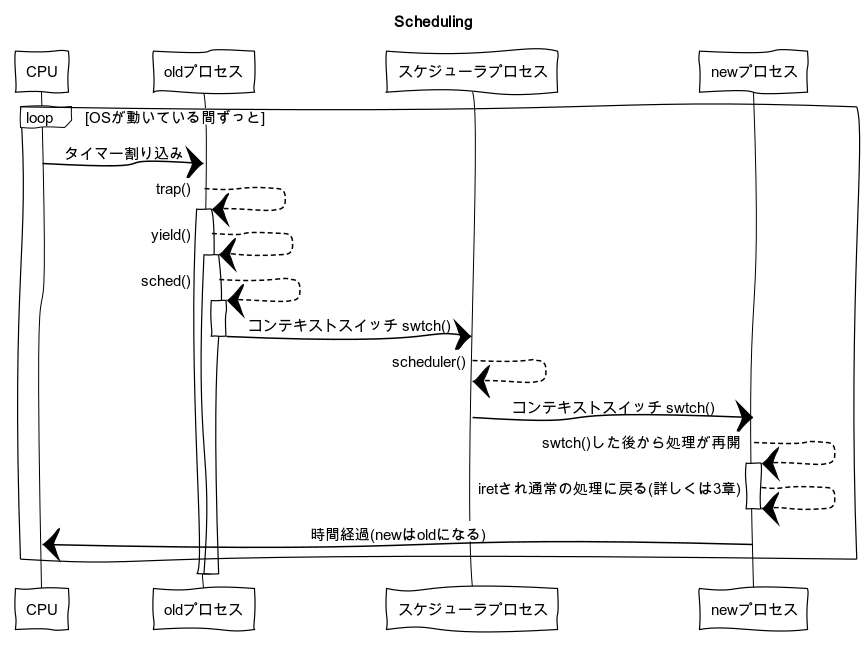 Scheduling
CPU
oldプロセス
スケジューラプロセス
newプロセス
loop
[OSが動いている間ずっと]
タイマー割り込み
trap()
yield()
sched()
コンテキストスイッチ swtch()
scheduler()
コンテキストスイッチ swtch()
swtch()した後から処理が再開
iretされ通常の処理に戻る(詳しくは3章)
時間経過(newはoldになる)
CPU
oldプロセス
スケジューラプロセス
newプロセス